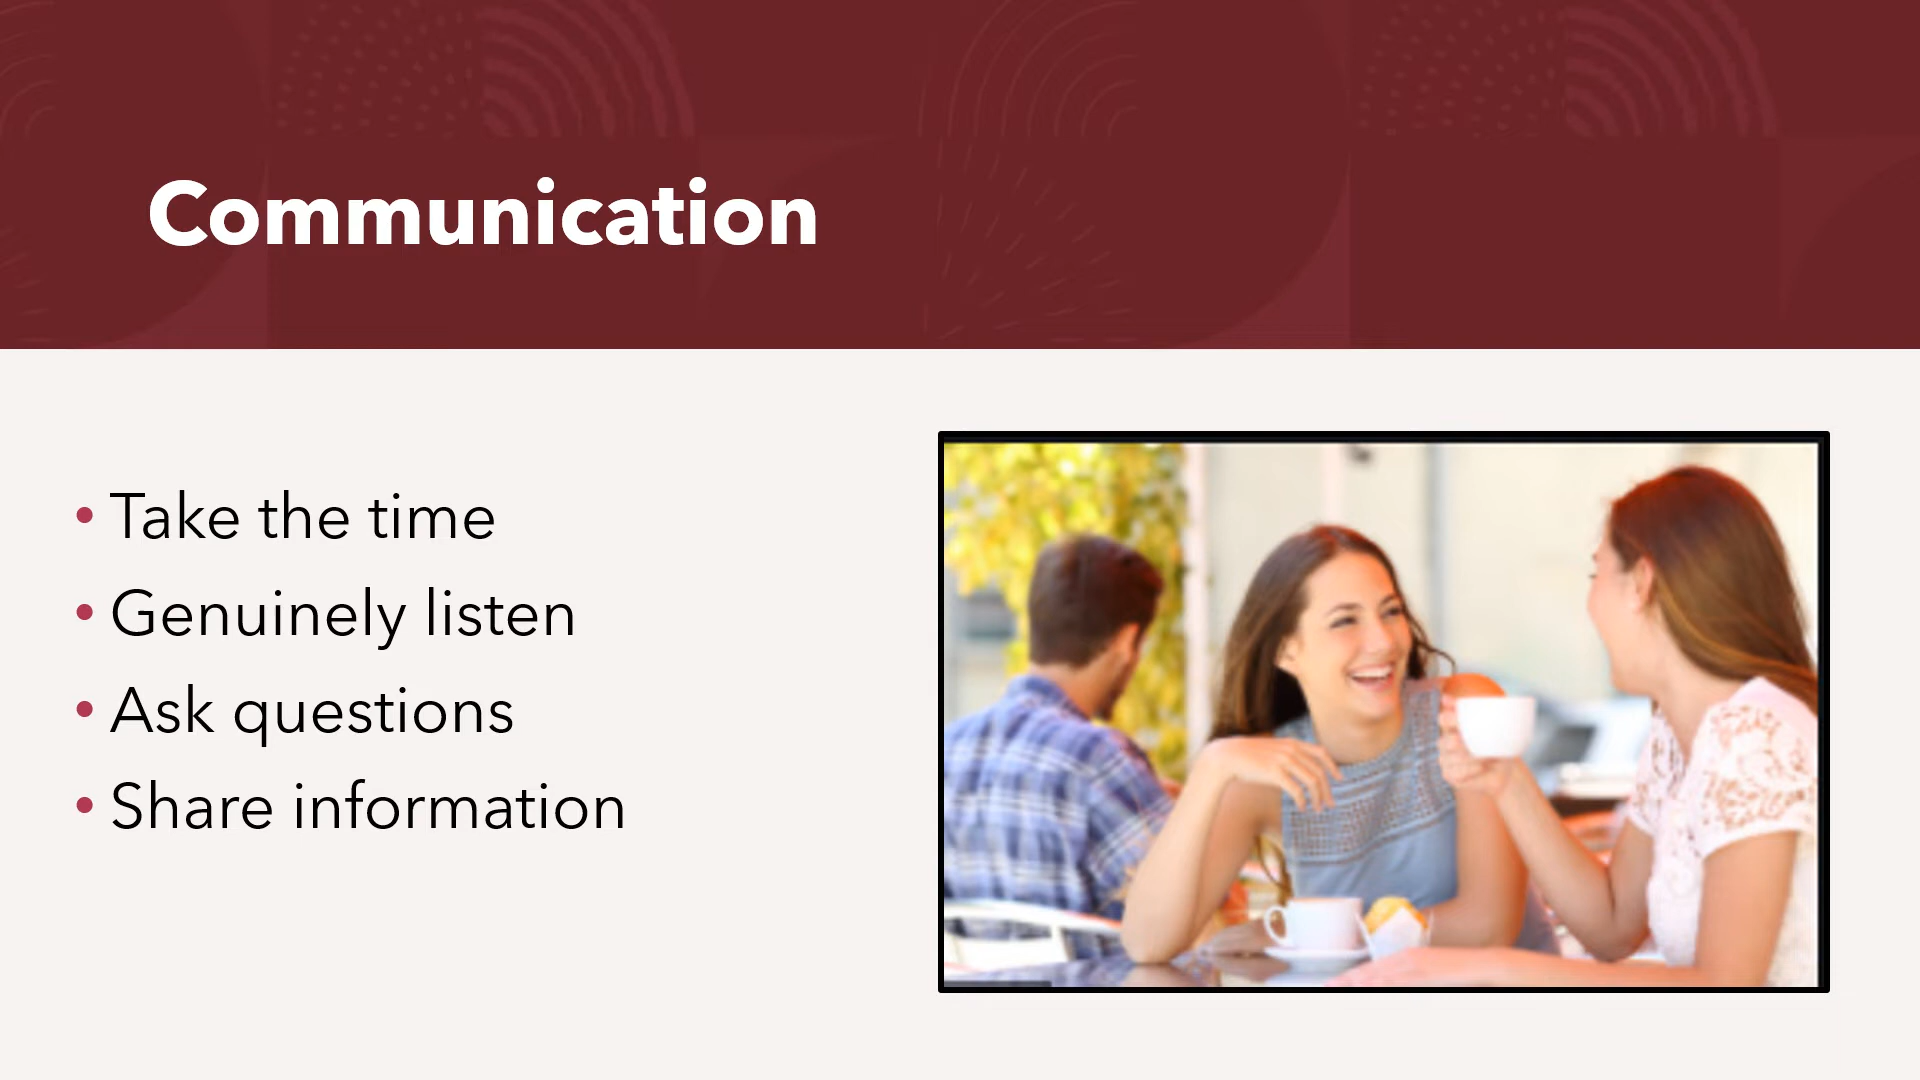 Communication
• Take the time
• Genuinely listen
• Ask questions
• Share information